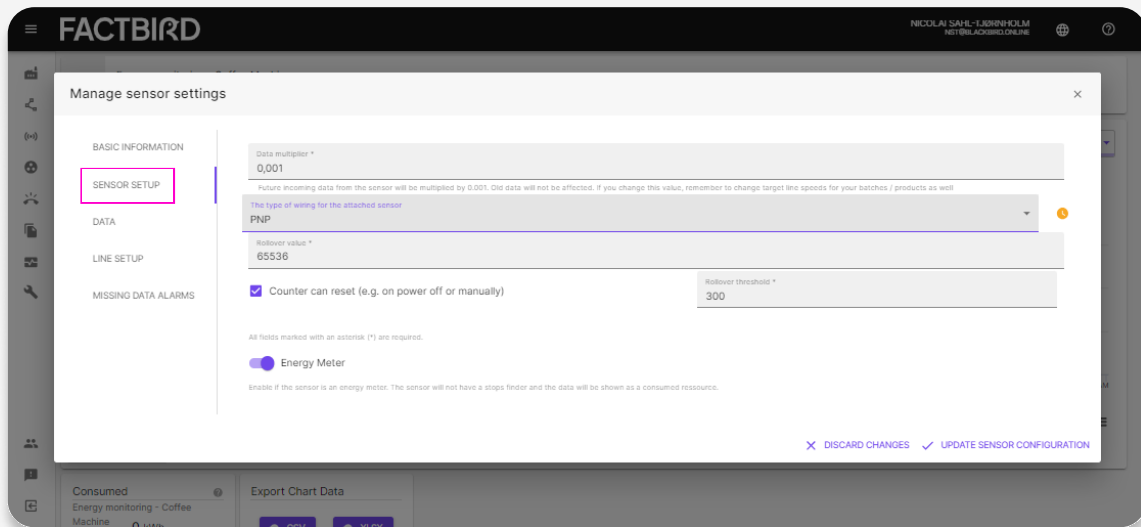 FACTBIRD
NICOLAI SAHL-TJØRNHOLM
NST@BLACKBIRD.ONLINE
Manage sensor settings
BASIC INFORMATION
SENSOR SETUP
DATA
LINE SETUP
MISSING DATA ALARMS
Data multiplier *
0,001
Future incoming data from the sensor will be multiplied by 0.001. Old data will not be affected. If you change this value, remember to change target line speeds for your batches / products as well
The type of wiring for the attached sensor
PNP
Rollover value *
65536
Counter can reset (e.g. on power off or manually)
Rollover threshold *
300
All fields marked with an asterisk (*) are required.
Energy Meter
Enable if the sensor is an energy meter. The sensor will not have a stops finder and the data will be shown as a consumed ressource.
DISCARD CHANGES
UPDATE SENSOR CONFIGURATION
Consumed
Energy monitoring - Coffee
Machine
0 kWh
Export Chart Data
CSV
XLSX